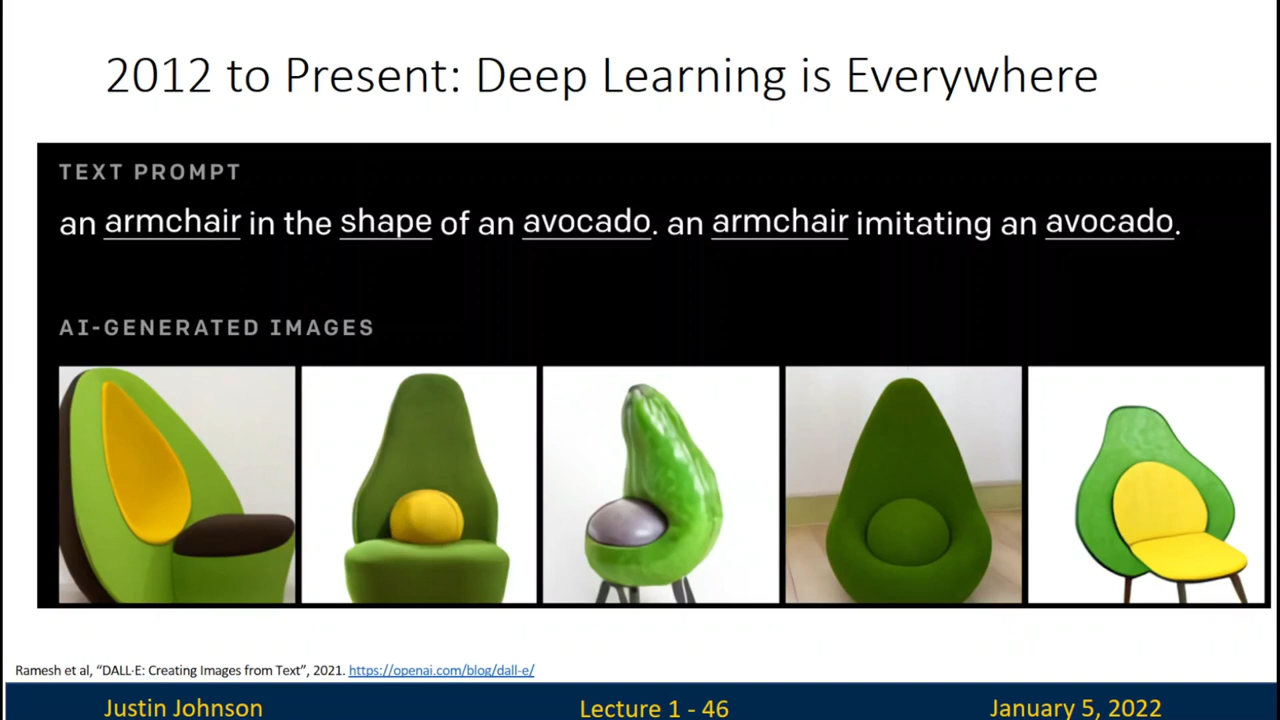 2012 to Present: Deep Learning is Everywhere
TEXT PROMPT
an armchair in the shape of an avocado. an armchair imitating an avocado.
AI-GENERATED IMAGES
Ramesh et al, “DALL·E: Creating Images from Text”, 2021. https://openai.com/blog/dall-e/
Justin Johnson
Lecture 1 - 46
January 5, 2022